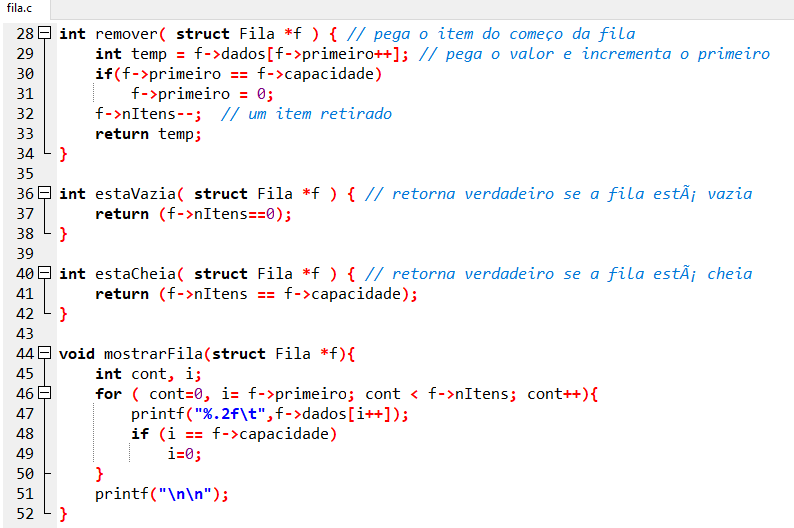 fila.c
28 int remover( struct Fila *f ) { // pega o item do começo da fila
29 int temp = f->dados[f->primeiro++]; // pega o valor e incrementa o primeiro
30 if(f->primeiro == f->capacidade)
31 f->primeiro = 0;
32 f->nItens--; // um item retirado
33 return temp;
34 }
35
36 int estaVazia( struct Fila *f ) { // retorna verdadeiro se a fila estÃ¡ vazia
37 return (f->nItens==0);
38 }
39
40 int estaCheia( struct Fila *f ) { // retorna verdadeiro se a fila estÃ¡ cheia
41 return (f->nItens == f->capacidade);
42 }
43
44 void mostrarFila(struct Fila *f){
45 int cont, i;
46 for ( cont=0, i= f->primeiro; cont < f->nItens; cont++){
47 printf("%.2f\t",f->dados[i++]);
48 if (i == f->capacidade)
49 i=0;
50 }
51 printf("\n\n");
52 }